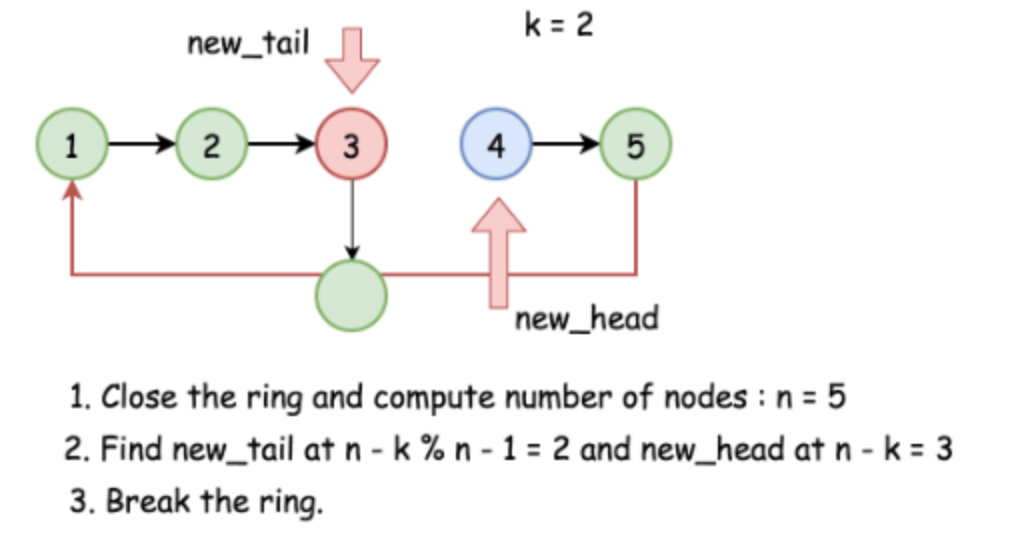 k = 2
new_tail
1 2 3 4 5
new_head
1. Close the ring and compute number of nodes : n = 5
2. Find new_tail at n - k % n - 1 = 2 and new_head at n - k = 3
3. Break the ring.